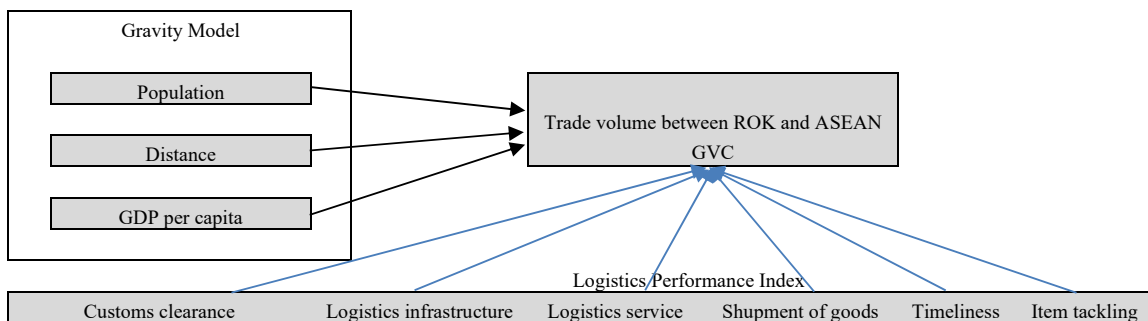 Gravity Model
Population
Distance
GDP per capita
Trade volume between ROK and ASEAN
GVC
Logistics Performance Index
Customs clearance
Logistics infrastructure
Logistics service
Shupment of goods
Timeliness
Item tackling